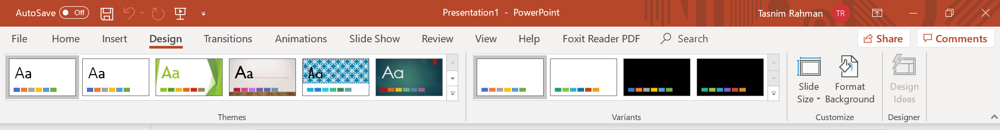 AutoSave Off Presentation1 - PowerPoint Tasnim Rahman TR
File Home Insert Design Transitions Animations Slide Show Review View Help Foxit Reader PDF Search Share Comments
Aa Aa Aa Aa Aa Aa
Slide Size Format Background Design Ideas
Themes Variants Customize Designer